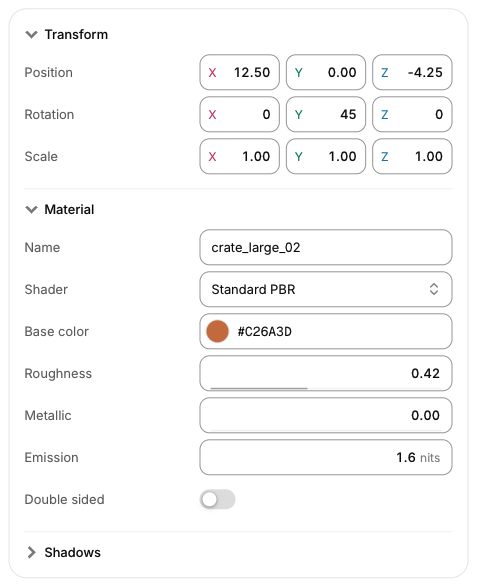 Transform
Position X 12.50 Y 0.00 Z -4.25
Rotation X 0 Y 45 Z 0
Scale X 1.00 Y 1.00 Z 1.00
Material
Name crate_large_02
Shader Standard PBR
Base color #C26A3D
Roughness 0.42
Metallic 0.00
Emission 1.6 nits
Double sided
Shadows